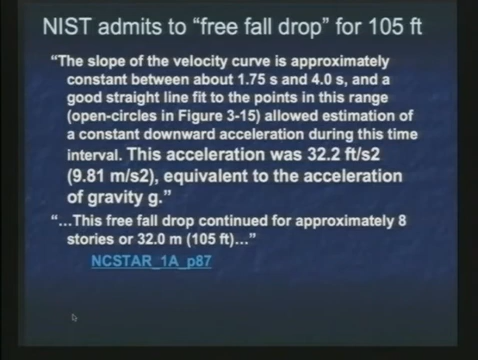 NIST admits to “free fall drop” for 105 ft
“The slope of the velocity curve is approximately
constant between about 1.75 s and 4.0 s, and a
good straight line fit to the points in this range
(open-circles in Figure 3-15) allowed estimation of
a constant downward acceleration during this time
interval. This acceleration was 32.2 ft/s2
(9.81 m/s2), equivalent to the acceleration
of gravity g.”
“…This free fall drop continued for approximately 8
stories or 32.0 m (105 ft)…”
NCSTAR_1A_p87